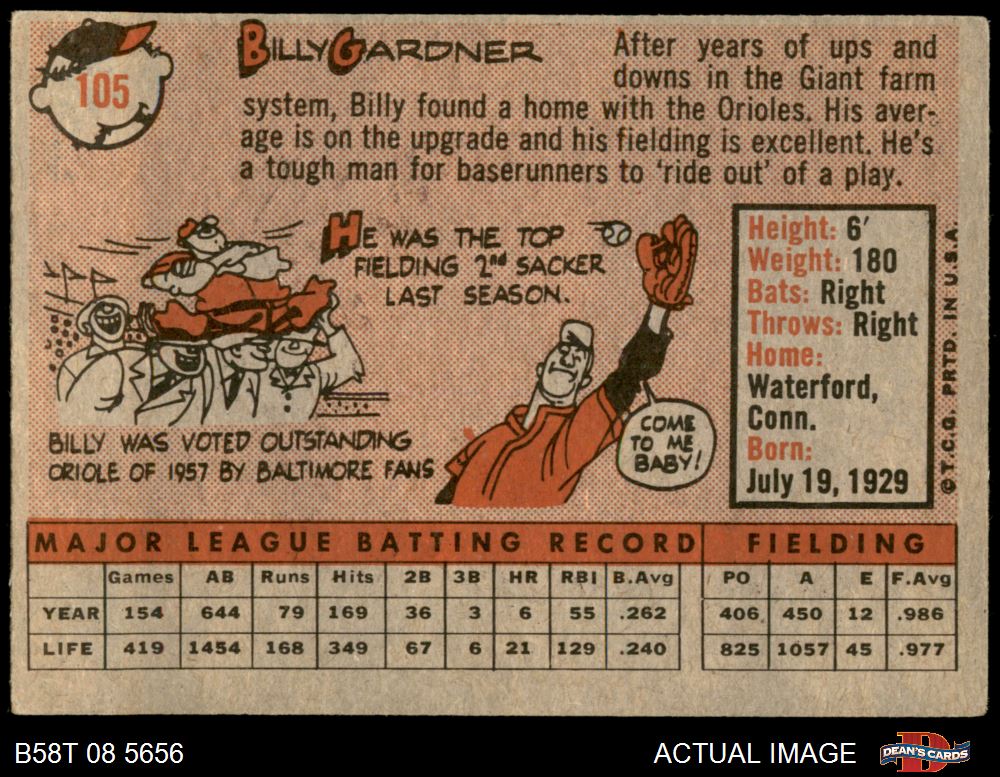 105
BILLY GARDNER
After years of ups and
downs in the Giant farm
system, Billy found a home with the Orioles. His aver-
age is on the upgrade and his fielding is excellent. He's
a tough man for baserunners to 'ride out' of a play.
HE WAS THE TOP
FIELDING 2nd SACKER
LAST SEASON.
BILLY WAS VOTED OUTSTANDING
ORIOLE OF 1957 BY BALTIMORE FANS
COME
TO ME,
BABY!
Height: 6'
Weight: 180
Bats: Right
Throws: Right
Home:
Waterford,
Conn.
Born:
July 19, 1929
© T.C.G. PRTD. IN U.S.A.
MAJOR LEAGUE BATTING RECORD FIELDING
Games AB Runs Hits 2B 3B HR RBI B.Avg PO A E F.Avg
YEAR 154 644 79 169 36 3 6 55 .262 406 450 12 .986
LIFE 419 1454 168 349 67 6 21 129 .240 825 1057 45 .977
B58T 08 5656 ACTUAL IMAGE DEAN'S CARDS